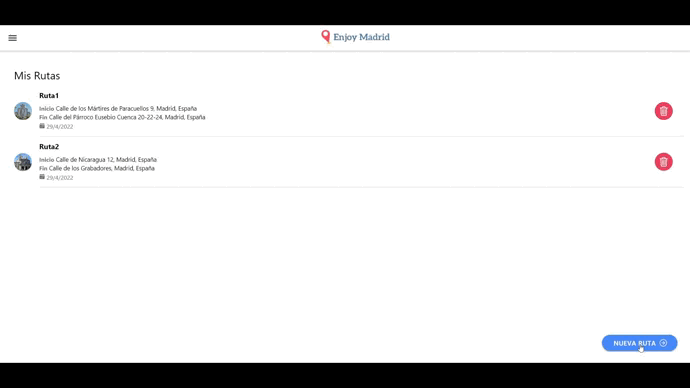 Enjoy Madrid
Mis Rutas
Ruta1
Inicio Calle de los Mártires de Paracuellos 9, Madrid, España
Fin Calle del Párroco Eusebio Cuenca 20-22-24, Madrid, España
29/4/2022
Ruta2
Inicio Calle de Nicaragua 12, Madrid, España
Fin Calle de los Grabadores, Madrid, España
29/4/2022
NUEVA RUTA